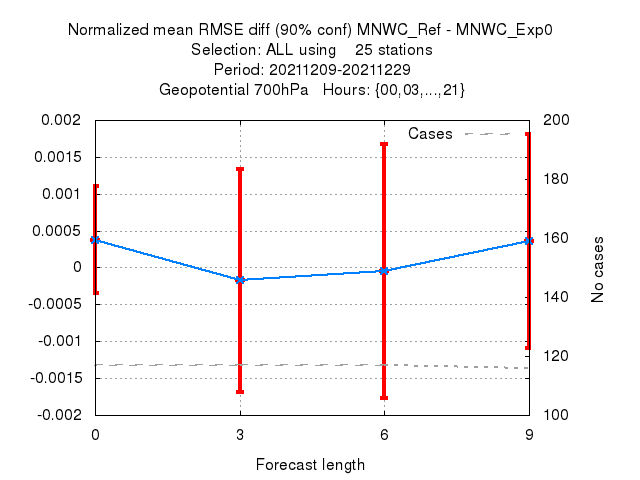 Normalized mean RMSE diff (90% conf) MNWC_Ref - MNWC_Exp0
Selection: ALL using    25 stations
Period: 20211209-20211229
Geopotential 700hPa   Hours: {00,03,...,21}
Cases
0.002
0.0015
0.001
0.0005
0
-0.0005
-0.001
-0.0015
-0.002
200
180
160
140
120
100
No cases
0
3
6
9
Forecast length